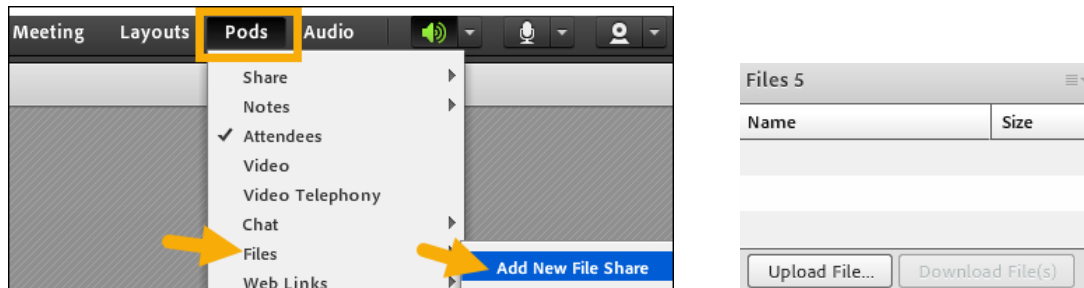 Meeting Layouts Pods Audio
Share
Notes
Attendees
Video
Video Telephony
Chat
Files
Add New File Share
Web Links
Files 5
Name Size
Upload File... Download File(s)